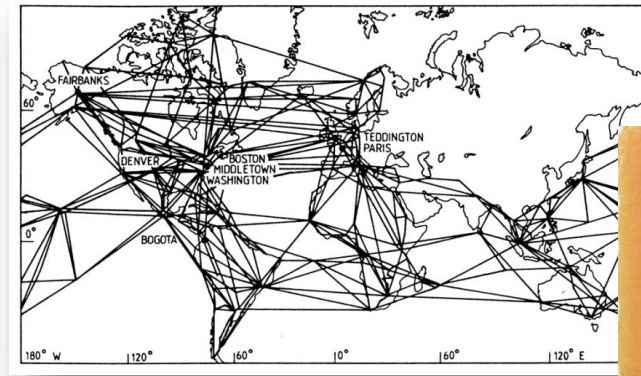 FAIRBANKS
60°
TEDDINGTON
PARIS
DENVER
BOSTON
MIDDLETOWN
WASHINGTON
0°
BOGOTA
180° W
120°
60°
0°
60°
120° E